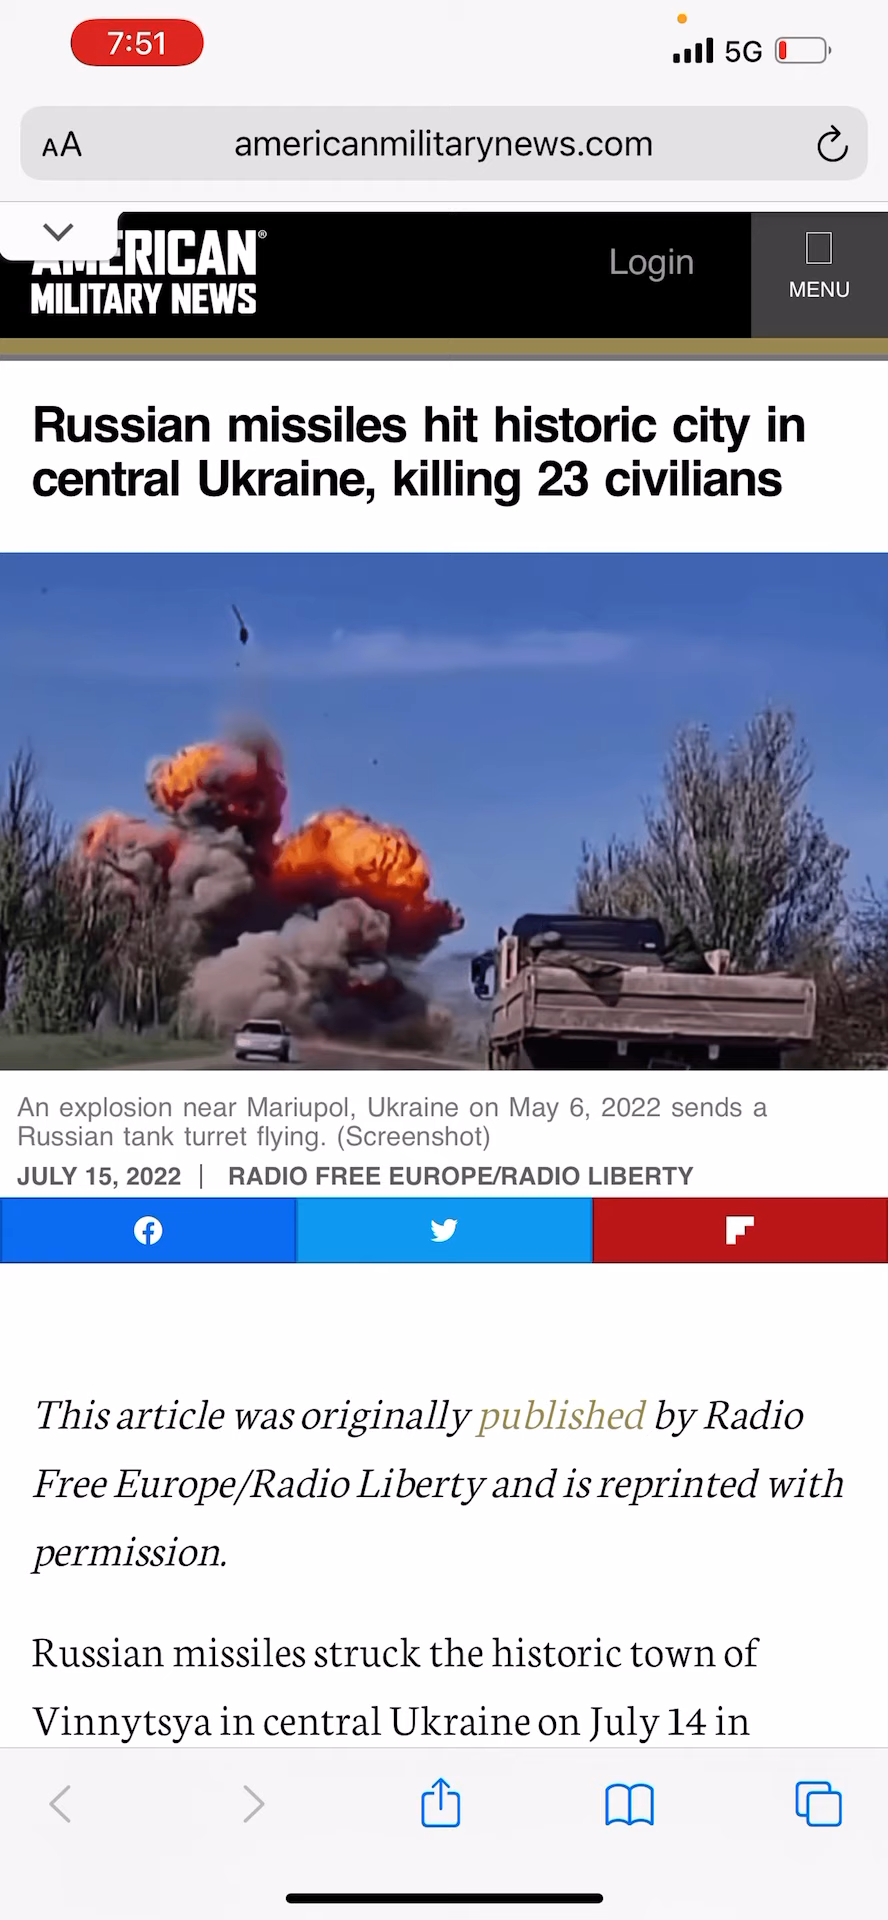 7:51
5G
AA americanmilitarynews.com
AMERICAN®
MILITARY NEWS
Login
MENU
Russian missiles hit historic city in
central Ukraine, killing 23 civilians
An explosion near Mariupol, Ukraine on May 6, 2022 sends a
Russian tank turret flying. (Screenshot)
JULY 15, 2022 | RADIO FREE EUROPE/RADIO LIBERTY
This article was originally published by Radio
Free Europe/Radio Liberty and is reprinted with
permission.
Russian missiles struck the historic town of
Vinnytsya in central Ukraine on July 14 in